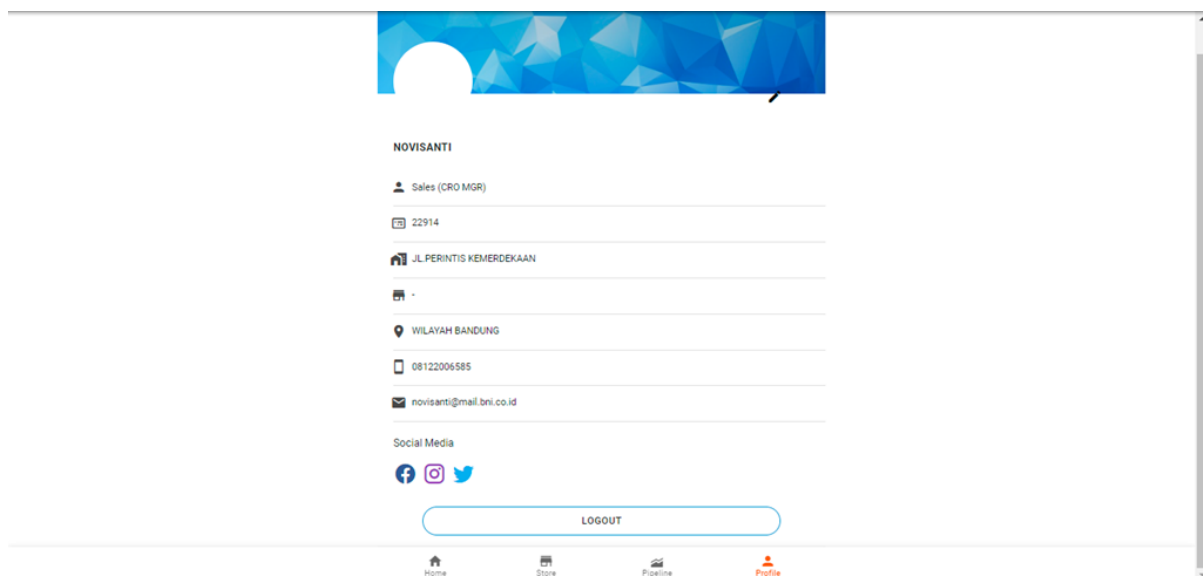 NOVISANTI
Sales (CRO MGR)
22914
JL.PERINTIS KEMERDEKAAN
-
WILAYAH BANDUNG
08122006585
novisanti@mail.bni.co.id
Social Media
LOGOUT
Home Store Pipeline Profile